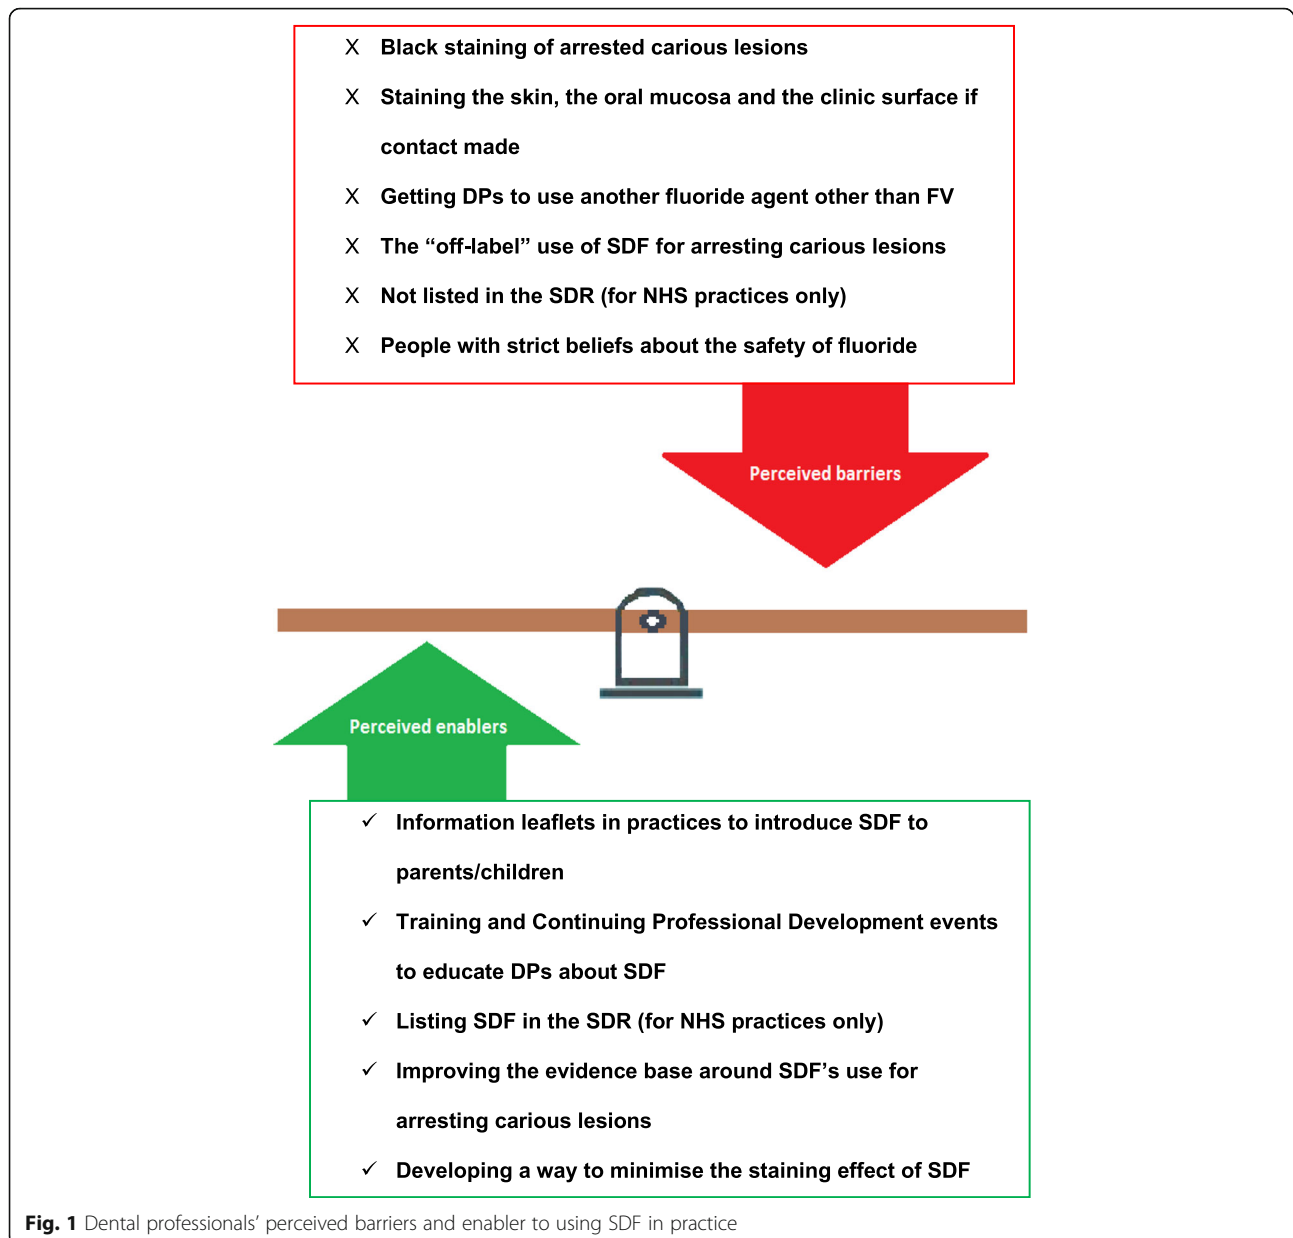 X Black staining of arrested carious lesions
X Staining the skin, the oral mucosa and the clinic surface if
contact made
X Getting DPs to use another fluoride agent other than FV
X The “off-label” use of SDF for arresting carious lesions
X Not listed in the SDR (for NHS practices only)
X People with strict beliefs about the safety of fluoride
Perceived barriers
Perceived enablers
✓ Information leaflets in practices to introduce SDF to
parents/children
✓ Training and Continuing Professional Development events
to educate DPs about SDF
✓ Listing SDF in the SDR (for NHS practices only)
✓ Improving the evidence base around SDF’s use for
arresting carious lesions
✓ Developing a way to minimise the staining effect of SDF
Fig. 1 Dental professionals’ perceived barriers and enabler to using SDF in practice